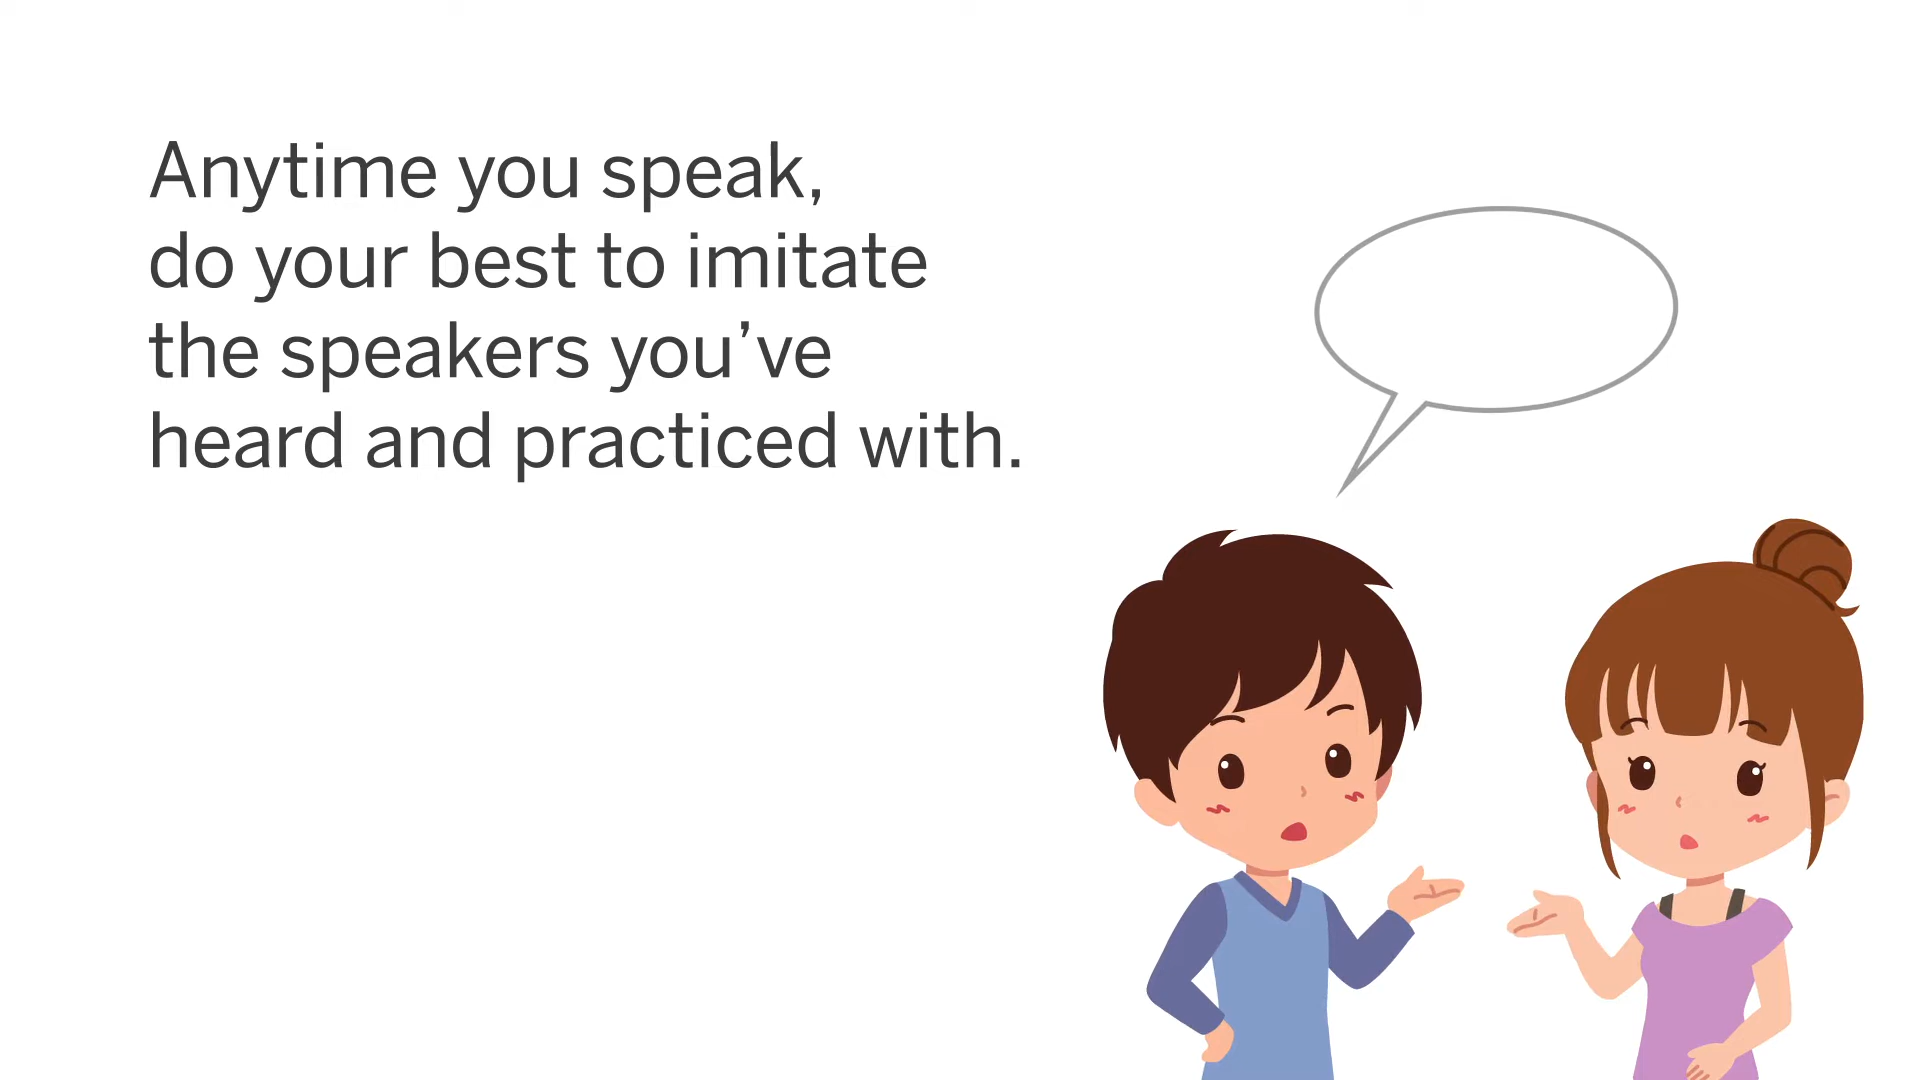 Anytime you speak,
do your best to imitate
the speakers you’ve
heard and practiced with.